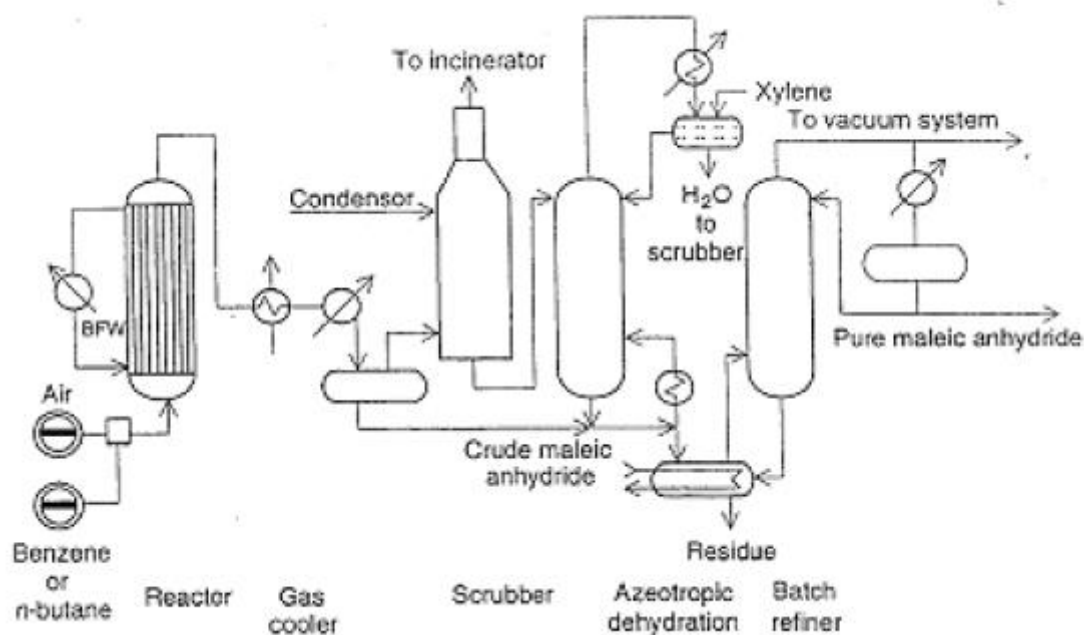 To incinerator
Xylene
To vacuum system
Condensor
H₂O
to
scrubber
BFW
Pure maleic anhydride
Air
Crude maleic
anhydride
Residue
Benzene
or
n-butane
Reactor
Gas
cooler
Scrubber
Azeotropic
dehydration
Batch
refiner